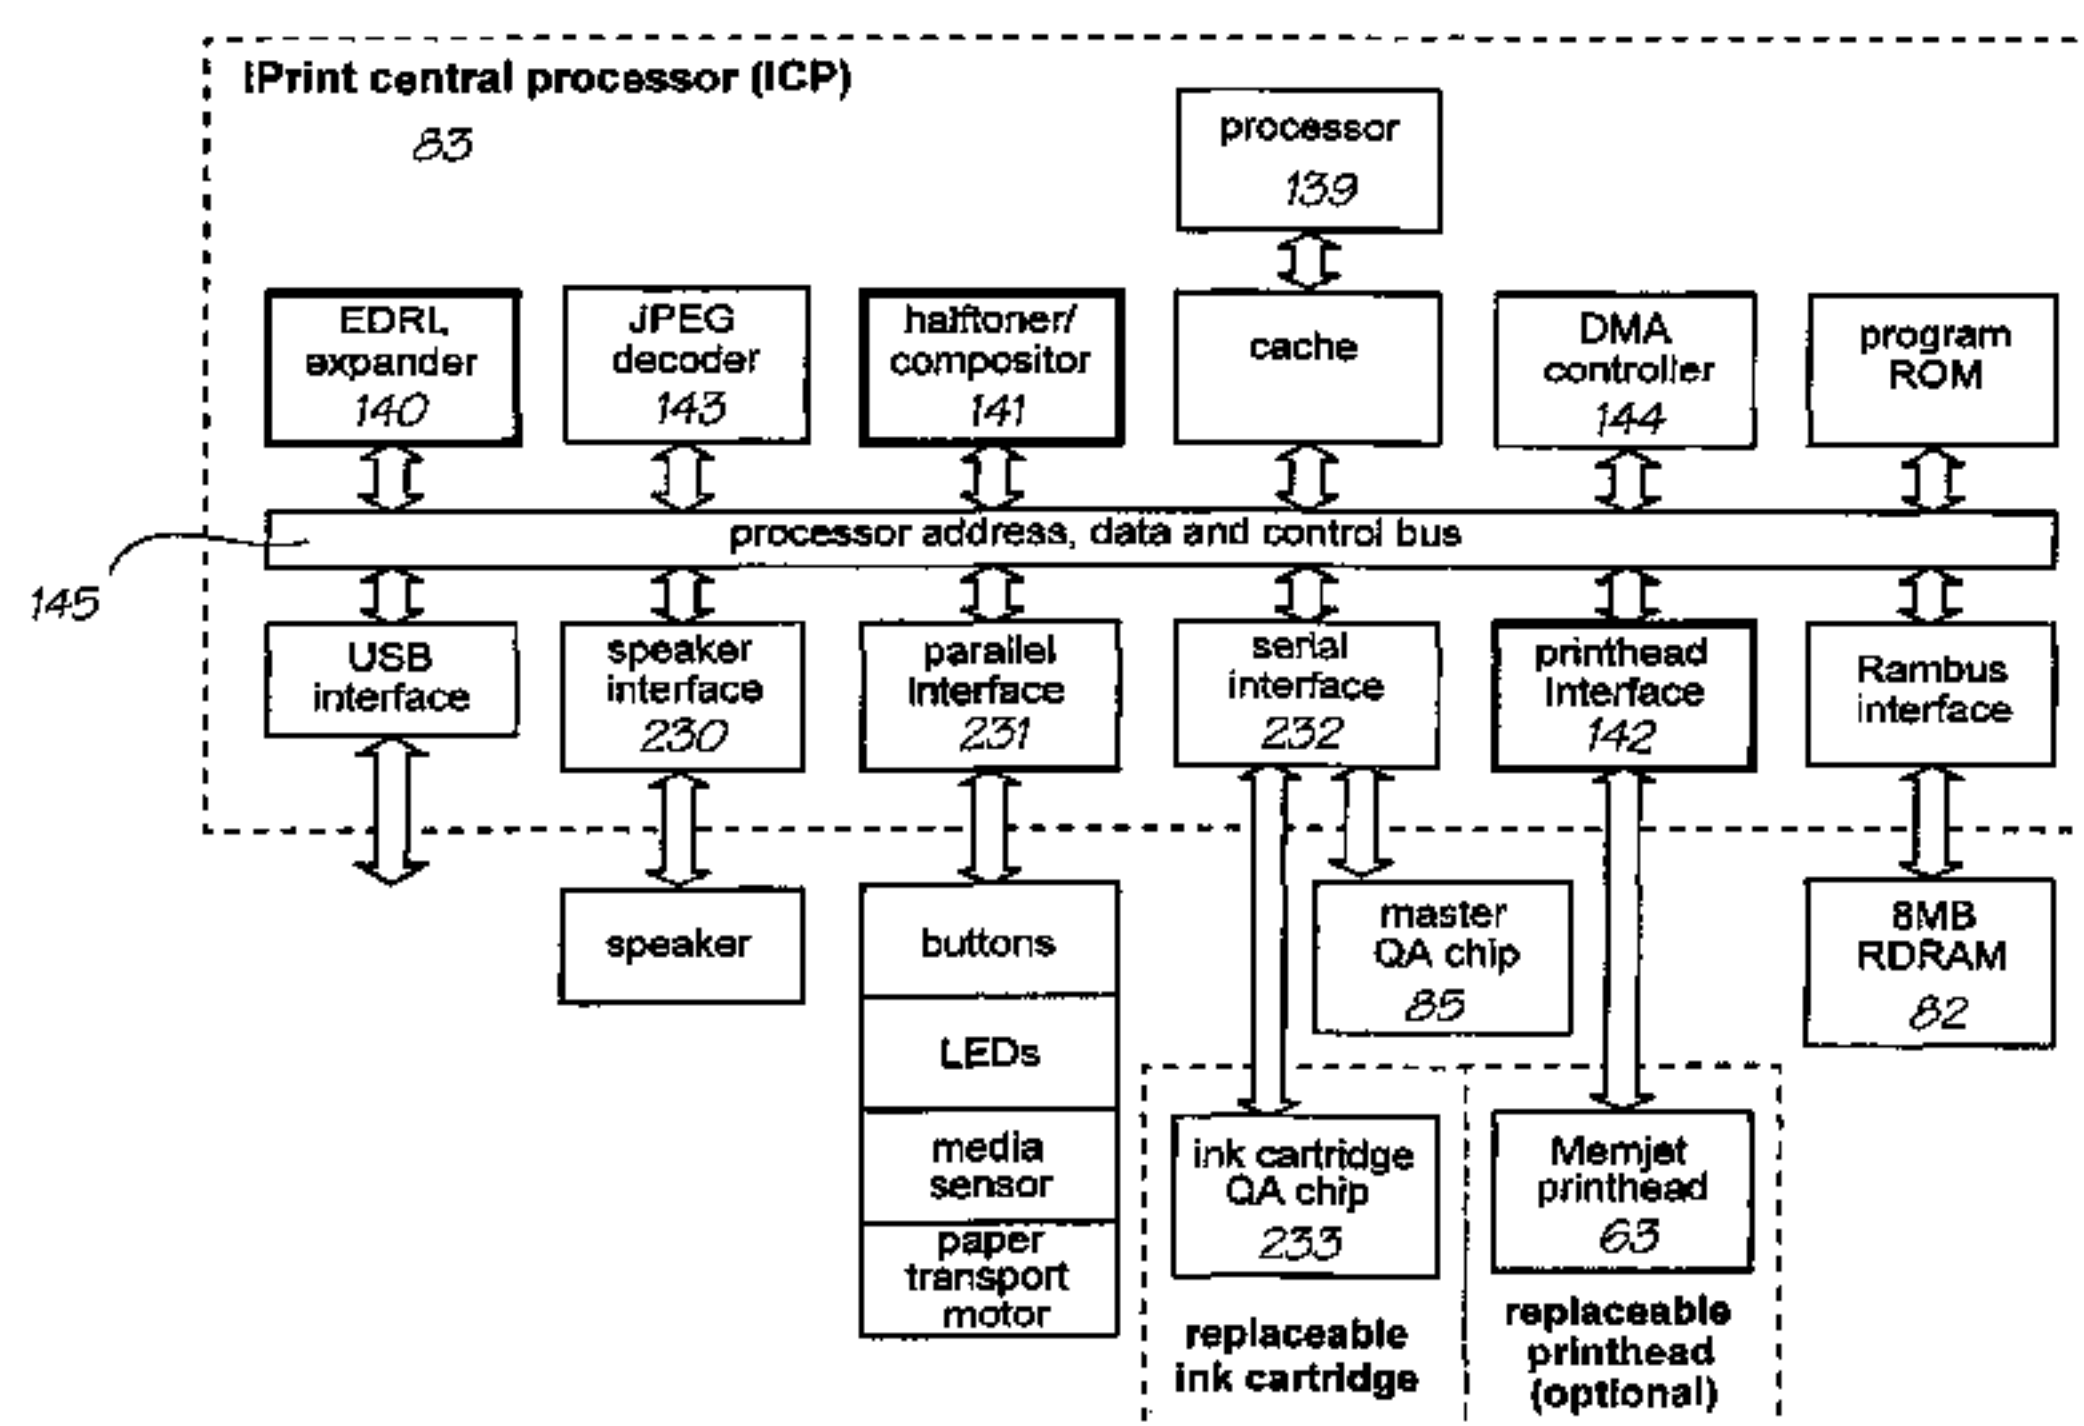 iPrint central processor (ICP)
83
processor
139
EDRL
expander
140
JPEG
decoder
143
halftoner/
compositor
141
cache
DMA
controller
144
program
ROM
processor address, data and control bus
145
USB
interface
speaker
interface
230
parallel
Interface
231
serial
interface
232
printhead
Interface
142
Rambus
interface
speaker
buttons
LEDs
media
sensor
paper
transport
motor
master
QA chip
85
8MB
RDRAM
82
ink cartridge
QA chip
233
Memjet
printhead
63
replaceable
ink cartridge
replaceable
printhead
(optional)